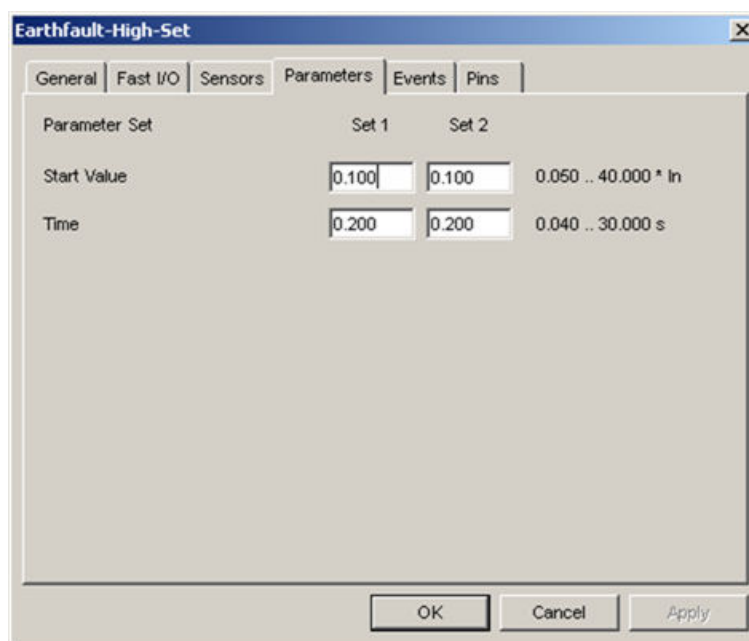 Earthfault-High-Set
General Fast I/O Sensors Parameters Events Pins
Parameter Set Set 1 Set 2
Start Value 0.100 0.100 0.050 .. 40.000 * In
Time 0.200 0.200 0.040 .. 30.000 s
OK Cancel Apply